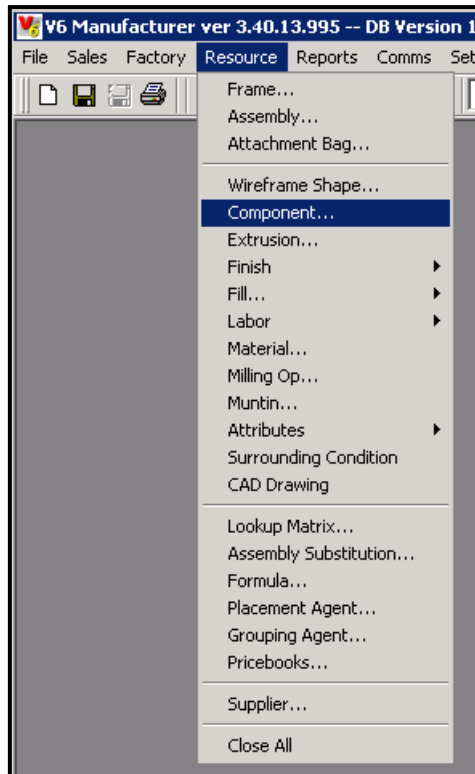 V6 Manufacturer ver 3.40.13.995 -- DB Version 1
File Sales Factory Resource Reports Comms Set
Frame...
Assembly...
Attachment Bag...
Wireframe Shape...
Component...
Extrusion...
Finish
Fill...
Labor
Material...
Milling Op...
Muntin...
Attributes
Surrounding Condition
CAD Drawing
Lookup Matrix...
Assembly Substitution...
Formula...
Placement Agent...
Grouping Agent...
Pricebooks...
Supplier...
Close All